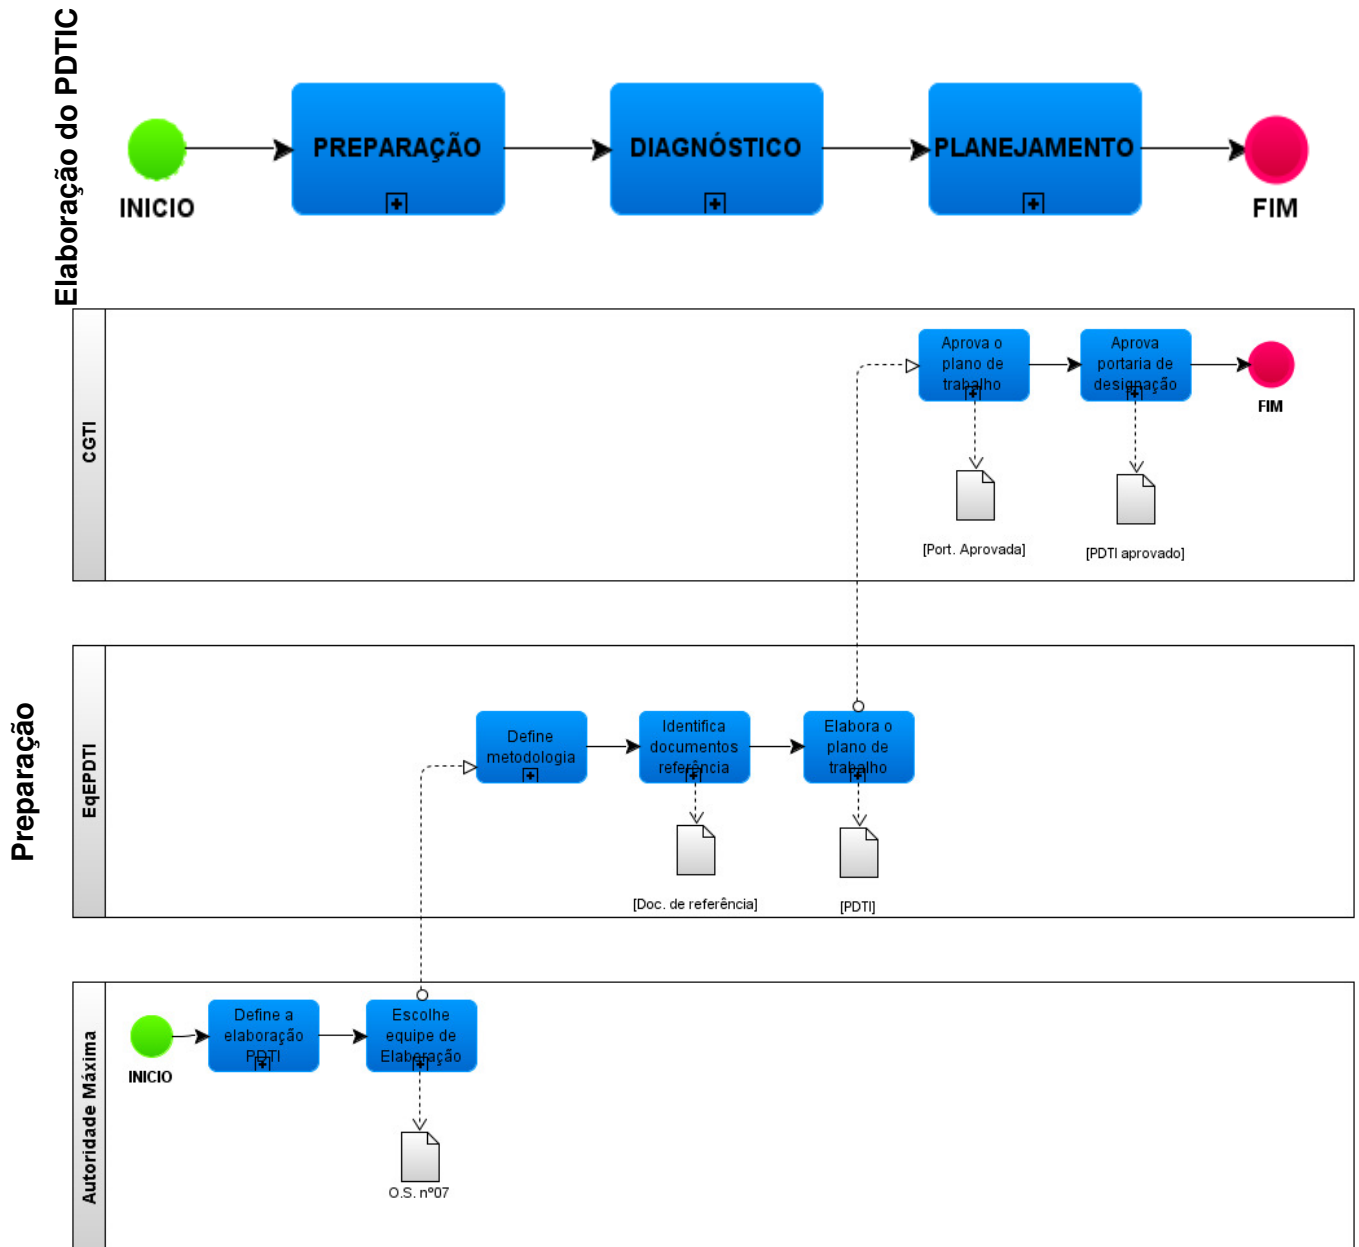 Elaboração do PDTIC
PREPARAÇÃO
DIAGNÓSTICO
PLANEJAMENTO
INICIO
FIM
CGTI
Aprova o
plano de
trabalho
Aprova
portaria de
designação
FIM
[Port. Aprovada]
[PDTI aprovado]
Preparação
EqEPDTI
Define
metodologia
Identifica
documentos
referência
Elabora o
plano de
trabalho
[Doc. de referência]
[PDTI]
Autoridade Máxima
INICIO
Define a
elaboração
PDTI
Escolhe
equipe de
Elaboração
O.S. nº07